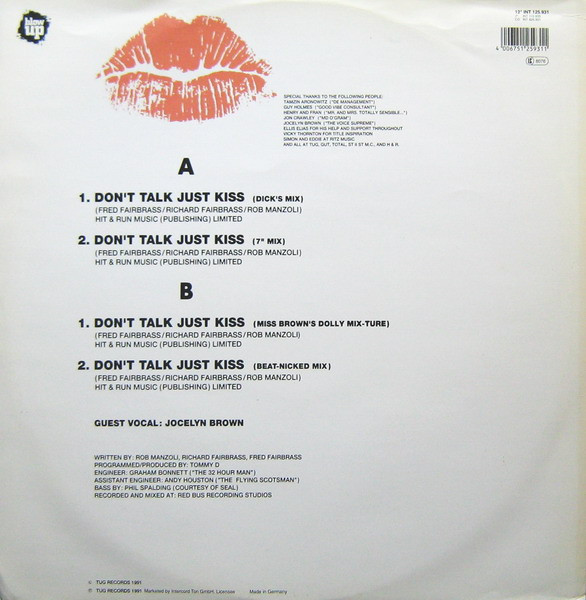 blow
up
12" INT 125.931
4 006751 259311
SPECIAL THANKS TO THE FOLLOWING PEOPLE:
TAMZIN ARONOWITZ ("DE MANAGEMENT")
GUY HOLMES ("GOOD VIBE CONSULTANT")
HENRY AND FRAN ("MR. AND MRS. TOTALLY SENSIBLE...")
JON CRAWLEY ("MD O'GRAM")
JOCELYN BROWN ("THE VOICE SUPREME")
ELLIS ELIAS FOR HIS HELP AND SUPPORT THROUGHOUT
VICKY THORNTON FOR TITLE INSPIRATION
SIMON AND EDDIE AT RITZ MUSIC
AND ALL AT TUG, GUT, TOTAL, ST X ST M.C., AND H & R.
A
1. DON'T TALK JUST KISS (DICK'S MIX)
(FRED FAIRBRASS/RICHARD FAIRBRASS/ROB MANZOLI)
HIT & RUN MUSIC (PUBLISHING) LIMITED
2. DON'T TALK JUST KISS (7" MIX)
(FRED FAIRBRASS/RICHARD FAIRBRASS/ROB MANZOLI)
HIT & RUN MUSIC (PUBLISHING) LIMITED
B
1. DON'T TALK JUST KISS (MISS BROWN'S DOLLY MIX-TURE)
(FRED FAIRBRASS/RICHARD FAIRBRASS/ROB MANZOLI)
HIT & RUN MUSIC (PUBLISHING) LIMITED
2. DON'T TALK JUST KISS (BEAT-NICKED MIX)
(FRED FAIRBRASS/RICHARD FAIRBRASS/ROB MANZOLI)
HIT & RUN MUSIC (PUBLISHING) LIMITED
GUEST VOCAL: JOCELYN BROWN
WRITTEN BY: ROB MANZOLI, RICHARD FAIRBRASS, FRED FAIRBRASS
PROGRAMMED/PRODUCED BY: TOMMY D
ENGINEER: GRAHAM BONNETT ("THE 32 HOUR MAN")
ASSISTANT ENGINEER: ANDY HOUSTON ("THE FLYING SCOTSMAN")
BASS BY: PHIL SPALDING (COURTESY OF SEAL)
RECORDED AND MIXED AT: RED BUS RECORDING STUDIOS
© TUG RECORDS 1991
℗ TUG RECORDS 1991 Marketed by Intercord Ton GmbH, Licensee Made in Germany